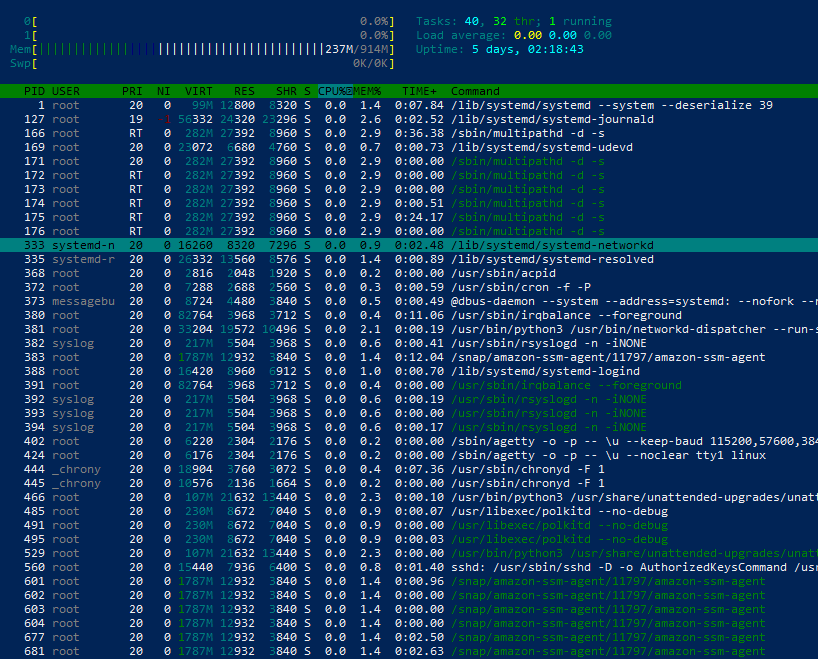 0[ 0.0%] Tasks: 40, 32 thr; 1 running
1[ 0.0%] Load average: 0.00 0.00 0.00
Mem[||||||||||||||||||||||||||||||||||||||||||237M/914M] Uptime: 5 days, 02:18:43
Swp[ 0K/0K]
PID USER PRI NI VIRT RES SHR S CPU% MEM% TIME+ Command
1 root 20 0 99M 12800 8320 S 0.0 1.4 0:07.84 /lib/systemd/systemd --system --deserialize 39
127 root 19 -1 56332 24320 23296 S 0.0 2.6 0:02.52 /lib/systemd/systemd-journald
166 root RT 0 282M 27392 8960 S 0.0 2.9 0:36.38 /sbin/multipathd -d -s
169 root 20 0 23072 6680 4760 S 0.0 0.7 0:00.73 /lib/systemd/systemd-udevd
171 root 20 0 282M 27392 8960 S 0.0 2.9 0:00.00 /sbin/multipathd -d -s
172 root RT 0 282M 27392 8960 S 0.0 2.9 0:00.00 /sbin/multipathd -d -s
173 root RT 0 282M 27392 8960 S 0.0 2.9 0:00.00 /sbin/multipathd -d -s
174 root RT 0 282M 27392 8960 S 0.0 2.9 0:00.51 /sbin/multipathd -d -s
175 root RT 0 282M 27392 8960 S 0.0 2.9 0:24.17 /sbin/multipathd -d -s
176 root RT 0 282M 27392 8960 S 0.0 2.9 0:00.00 /sbin/multipathd -d -s
333 systemd-n 20 0 16260 8320 7296 S 0.0 0.9 0:02.48 /lib/systemd/systemd-networkd
335 systemd-r 20 0 26332 13560 8576 S 0.0 1.4 0:00.89 /lib/systemd/systemd-resolved
368 root 20 0 2816 2048 1920 S 0.0 0.2 0:00.00 /usr/sbin/acpid
372 root 20 0 7288 2688 2560 S 0.0 0.3 0:00.59 /usr/sbin/cron -f -P
373 messagebu 20 0 8724 4480 3840 S 0.0 0.5 0:00.49 @dbus-daemon --system --address=systemd: --nofork --n
380 root 20 0 82764 3968 3712 S 0.0 0.4 0:11.06 /usr/sbin/irqbalance --foreground
381 root 20 0 33204 19572 10496 S 0.0 2.1 0:00.19 /usr/bin/python3 /usr/bin/networkd-dispatcher --run-s
382 syslog 20 0 217M 5504 3968 S 0.0 0.6 0:00.41 /usr/sbin/rsyslogd -n -iNONE
383 root 20 0 1787M 12932 3840 S 0.0 1.4 0:12.04 /snap/amazon-ssm-agent/11797/amazon-ssm-agent
388 root 20 0 16420 8960 6912 S 0.0 1.0 0:00.70 /lib/systemd/systemd-logind
391 root 20 0 82764 3968 3712 S 0.0 0.4 0:00.00 /usr/sbin/irqbalance --foreground
392 syslog 20 0 217M 5504 3968 S 0.0 0.6 0:00.19 /usr/sbin/rsyslogd -n -iNONE
393 syslog 20 0 217M 5504 3968 S 0.0 0.6 0:00.00 /usr/sbin/rsyslogd -n -iNONE
394 syslog 20 0 217M 5504 3968 S 0.0 0.6 0:00.17 /usr/sbin/rsyslogd -n -iNONE
402 root 20 0 6220 2304 2176 S 0.0 0.2 0:00.00 /sbin/agetty -o -p -- \u --keep-baud 115200,57600,384
424 root 20 0 6176 2304 2176 S 0.0 0.2 0:00.00 /sbin/agetty -o -p -- \u --noclear tty1 linux
444 _chrony 20 0 18904 3760 3072 S 0.0 0.4 0:07.36 /usr/sbin/chronyd -F 1
445 _chrony 20 0 10576 2136 1664 S 0.0 0.2 0:00.00 /usr/sbin/chronyd -F 1
466 root 20 0 107M 21632 13440 S 0.0 2.3 0:00.10 /usr/bin/python3 /usr/share/unattended-upgrades/unatt
485 root 20 0 230M 8672 7040 S 0.0 0.9 0:00.07 /usr/libexec/polkitd --no-debug
491 root 20 0 230M 8672 7040 S 0.0 0.9 0:00.00 /usr/libexec/polkitd --no-debug
495 root 20 0 230M 8672 7040 S 0.0 0.9 0:00.03 /usr/libexec/polkitd --no-debug
529 root 20 0 107M 21632 13440 S 0.0 2.3 0:00.00 /usr/bin/python3 /usr/share/unattended-upgrades/unatt
560 root 20 0 15440 7936 6400 S 0.0 0.8 0:01.40 sshd: /usr/sbin/sshd -D -o AuthorizedKeysCommand /us
601 root 20 0 1787M 12932 3840 S 0.0 1.4 0:00.96 /snap/amazon-ssm-agent/11797/amazon-ssm-agent
602 root 20 0 1787M 12932 3840 S 0.0 1.4 0:00.00 /snap/amazon-ssm-agent/11797/amazon-ssm-agent
603 root 20 0 1787M 12932 3840 S 0.0 1.4 0:00.00 /snap/amazon-ssm-agent/11797/amazon-ssm-agent
604 root 20 0 1787M 12932 3840 S 0.0 1.4 0:00.00 /snap/amazon-ssm-agent/11797/amazon-ssm-agent
677 root 20 0 1787M 12932 3840 S 0.0 1.4 0:02.50 /snap/amazon-ssm-agent/11797/amazon-ssm-agent
681 root 20 0 1787M 12932 3840 S 0.0 1.4 0:02.63 /snap/amazon-ssm-agent/11797/amazon-ssm-agent